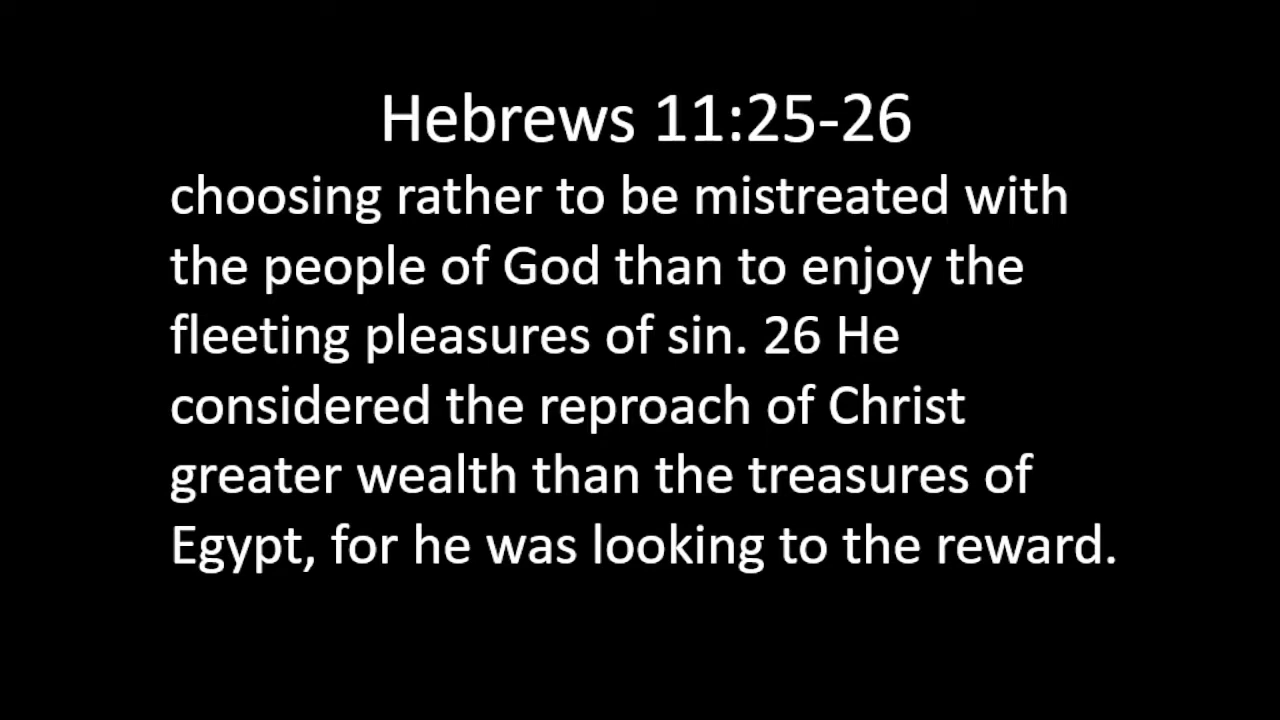 Hebrews 11:25-26
choosing rather to be mistreated with
the people of God than to enjoy the
fleeting pleasures of sin. 26 He
considered the reproach of Christ
greater wealth than the treasures of
Egypt, for he was looking to the reward.